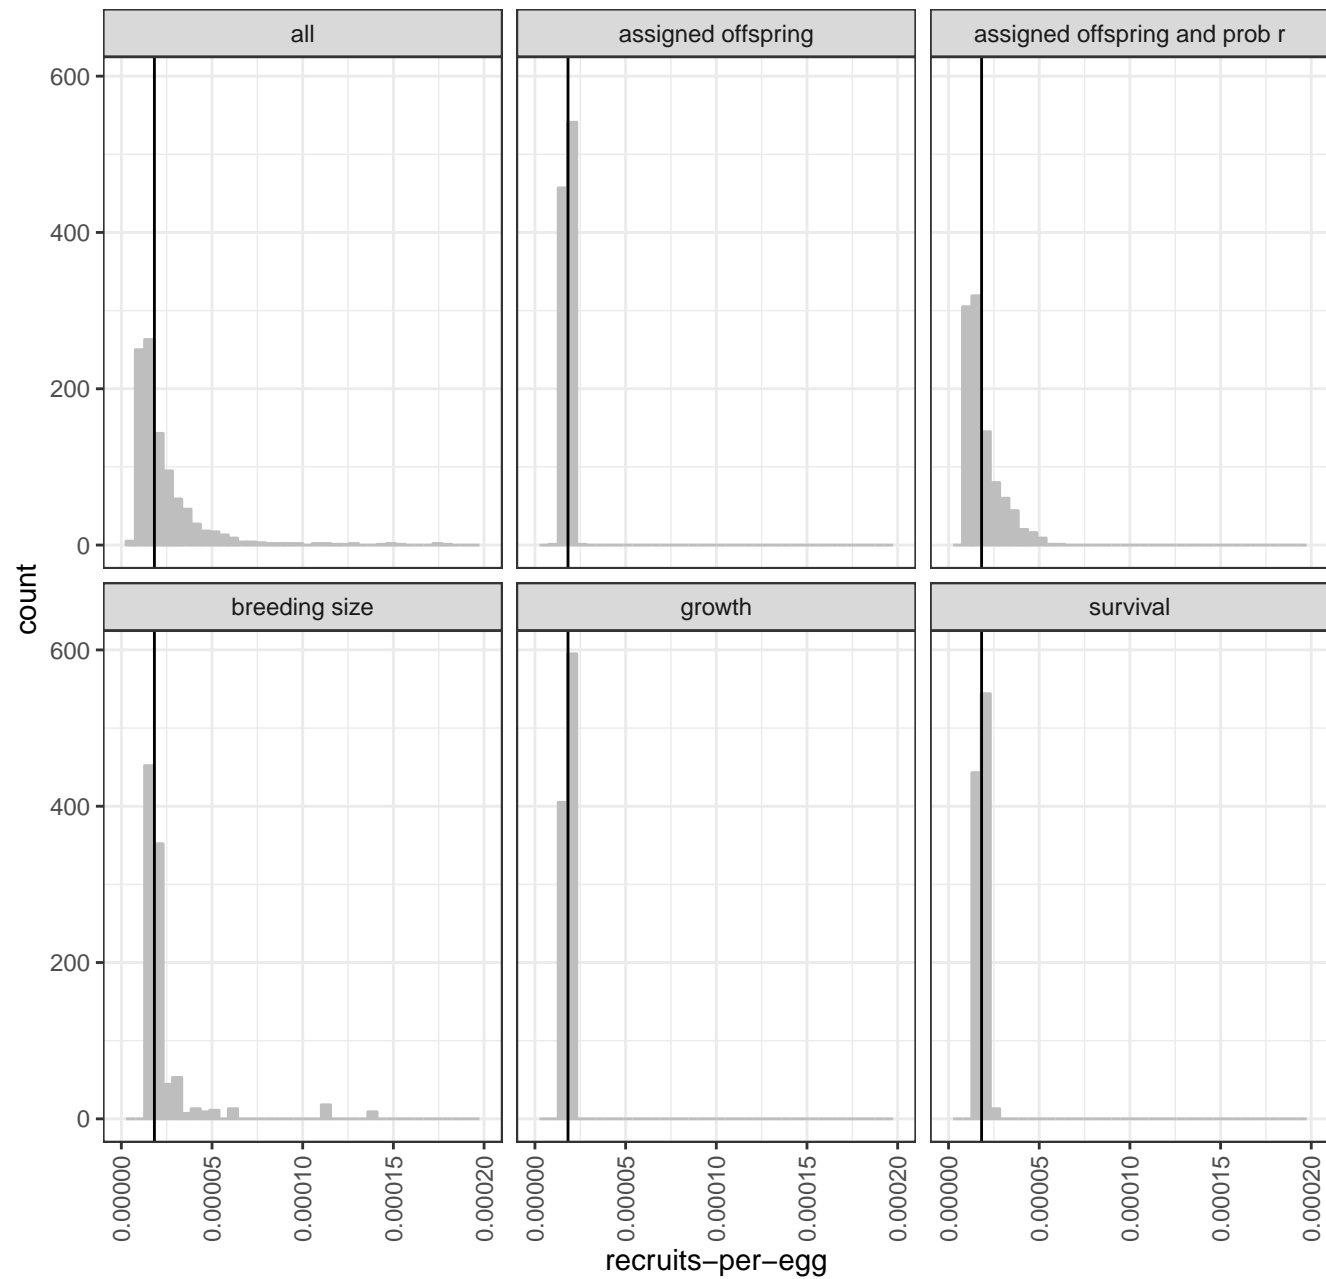 all
assigned offspring
assigned offspring and prob r
600
400
200
0
count
breeding size
growth
survival
600
400
200
0
0.00000
0.00005
0.00010
0.00015
0.00020
0.00000
0.00005
0.00010
0.00015
0.00020
0.00000
0.00005
0.00010
0.00015
0.00020
recruits−per−egg